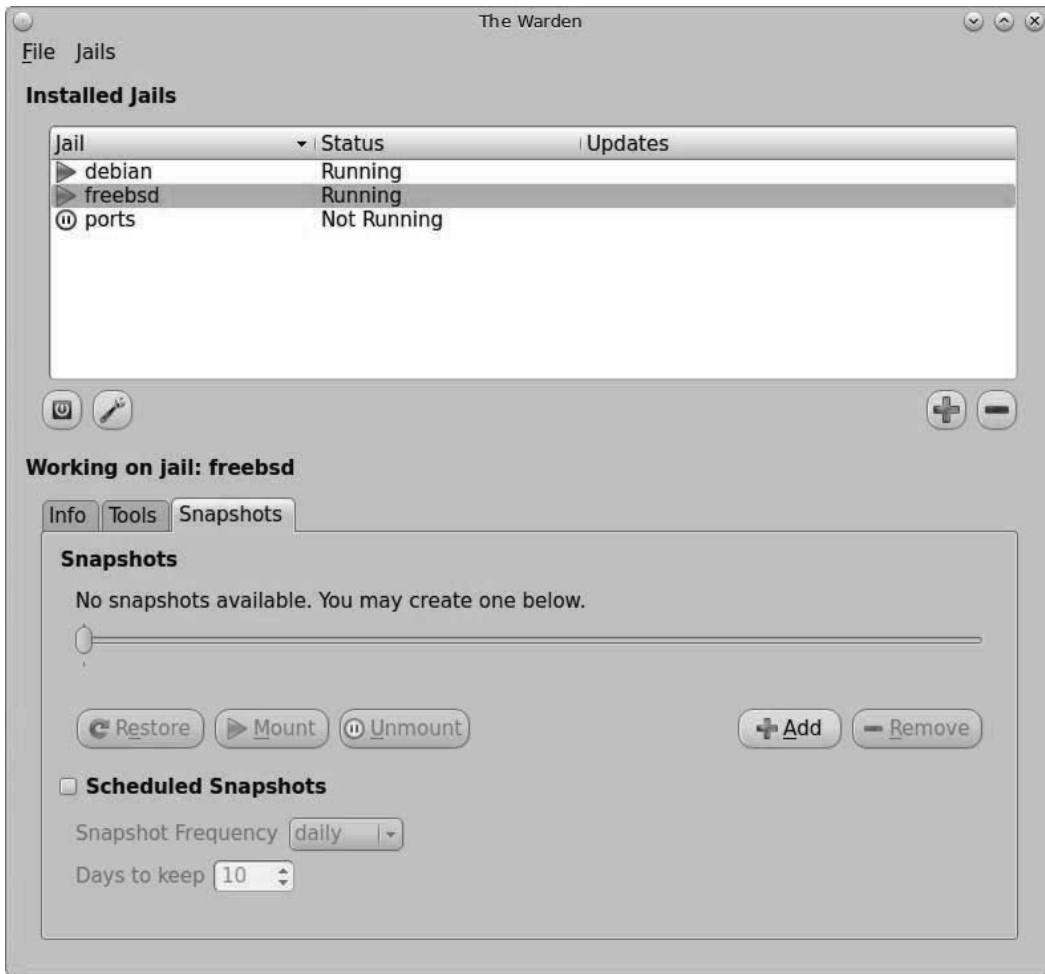 The Warden
File Jails
Installed Jails
Jail Status Updates
debian Running
freebsd Running
ports Not Running
Working on jail: freebsd
Info Tools Snapshots
Snapshots
No snapshots available. You may create one below.
Restore Mount Unmount Add Remove
Scheduled Snapshots
Snapshot Frequency daily
Days to keep 10